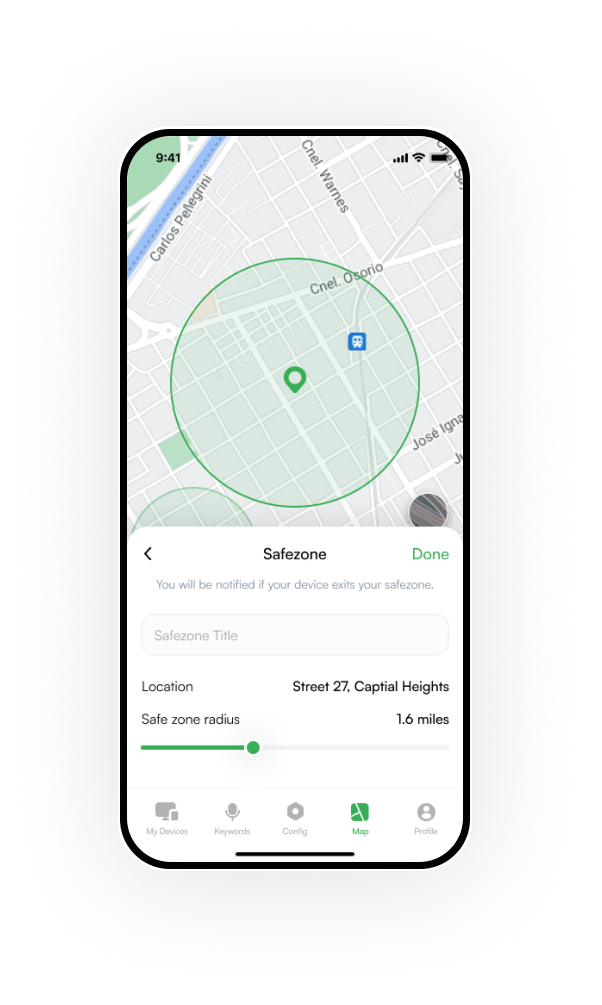 9:41
Cnel. Warnes
Carlos Pellegrini
Cnel. Osorio
José Igna
Safezone
Done
You will be notified if your device exits your safezone.
Safezone Title
Location
Street 27, Captial Heights
Safe zone radius
1.6 miles
My Devices
Keywords
Config
Map
Profile